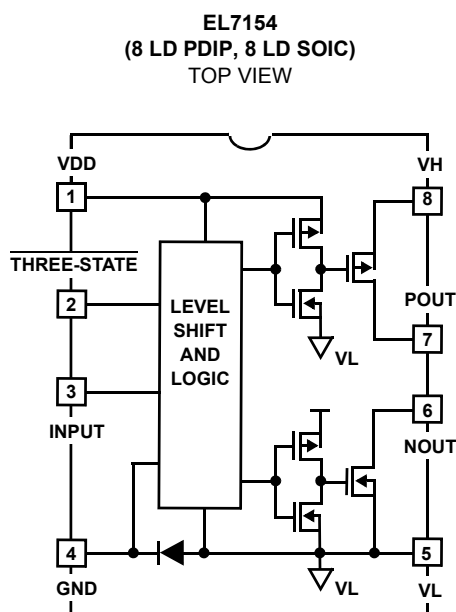 EL7154
(8 LD PDIP, 8 LD SOIC)
TOP VIEW
VDD
VH
1
8
THREE-STATE
2
LEVEL
SHIFT
AND
LOGIC
POUT
VL
7
3
INPUT
6
NOUT
4
5
GND
VL
VL